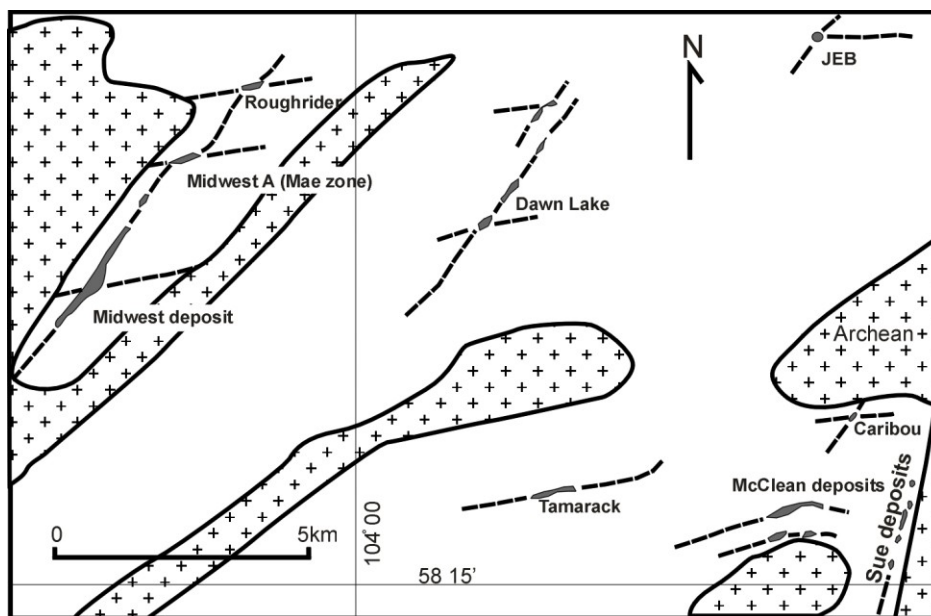 N
JEB
Roughrider
Midwest A (Mae zone)
Dawn Lake
Midwest deposit
Archean
Caribou
McClean deposits
Sue deposits
Tamarack
0 5km
104° 00
58 15'